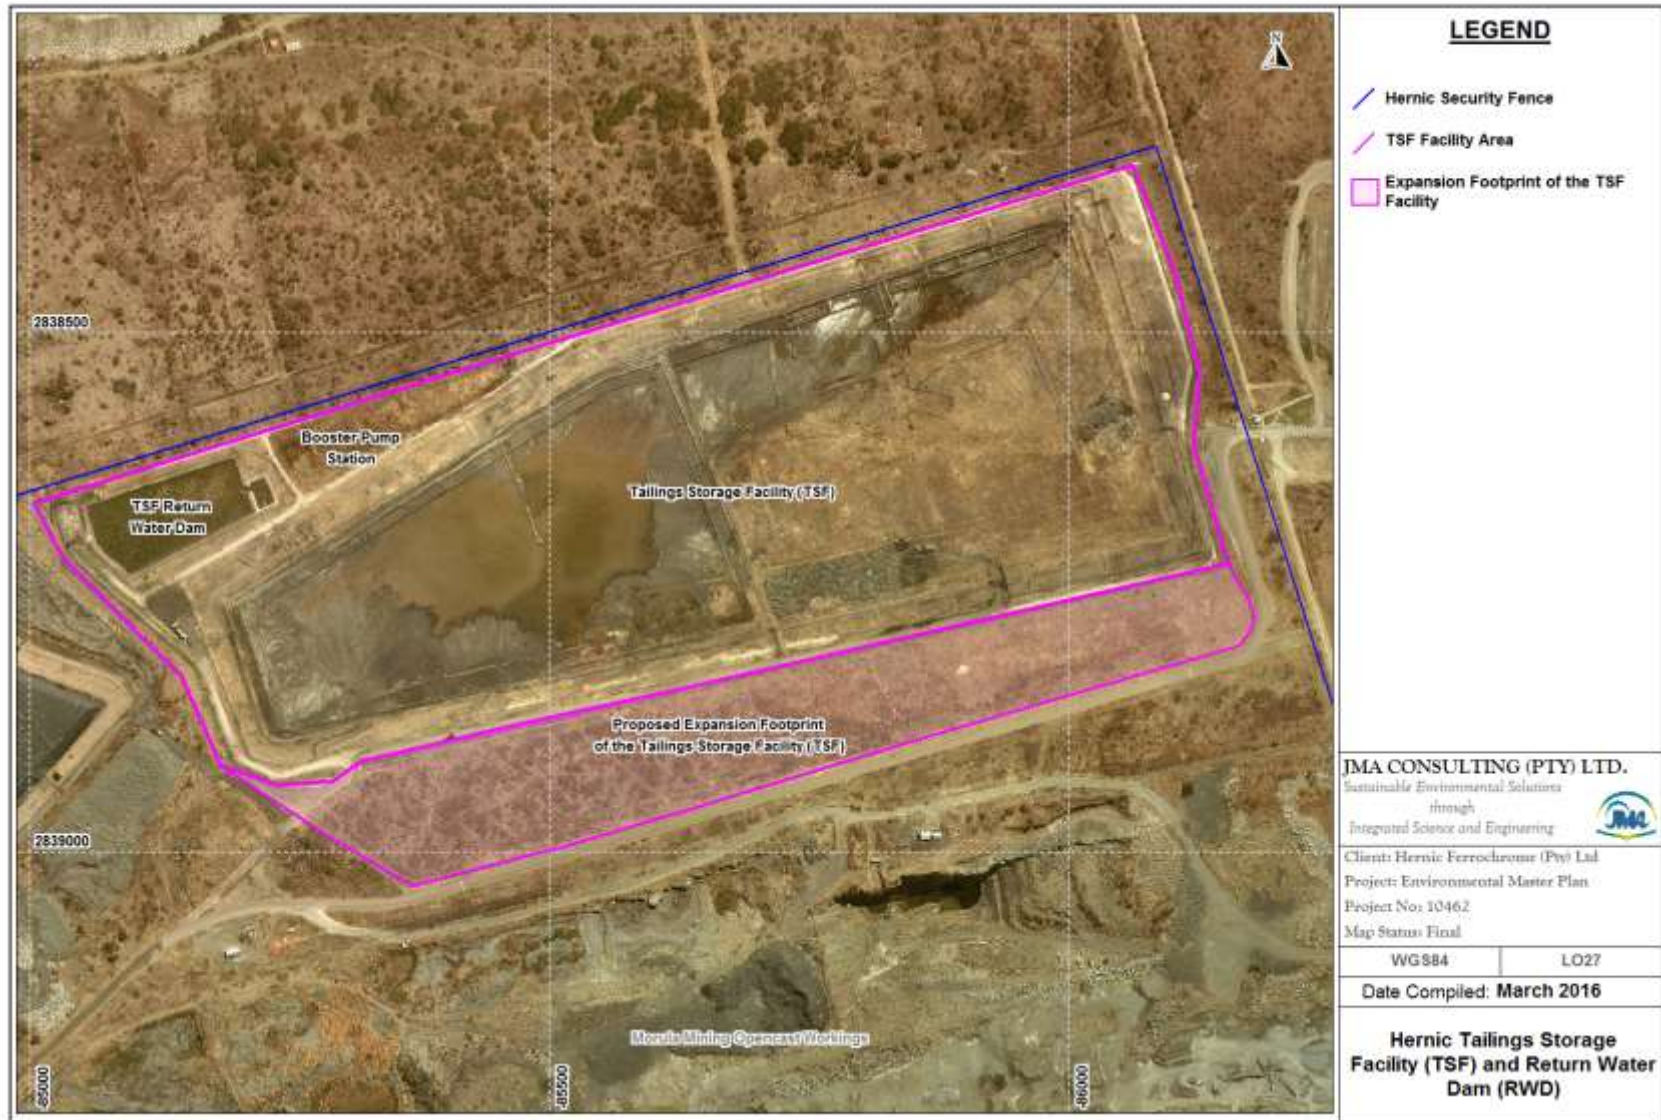 N
2838500
Booster Pump
Station
TSF Return
Water Dam
Tailings Storage Facility (TSF)
Proposed Expansion Footprint
of the Tailings Storage Facility (TSF)
2839000
Morula Mining Opencast Workings
-85000
-85500
-86000
LEGEND
Hernic Security Fence
TSF Facility Area
Expansion Footprint of the TSF
Facility
JMA CONSULTING (PTY) LTD.
Sustainable Environmental Solutions
through
Integrated Science and Engineering
JMA
Client: Hernic Ferrochrome (Pty) Ltd
Project: Environmental Master Plan
Project No: 10462
Map Status: Final
WGS84 LO27
Date Compiled: March 2016
Hernic Tailings Storage
Facility (TSF) and Return Water
Dam (RWD)